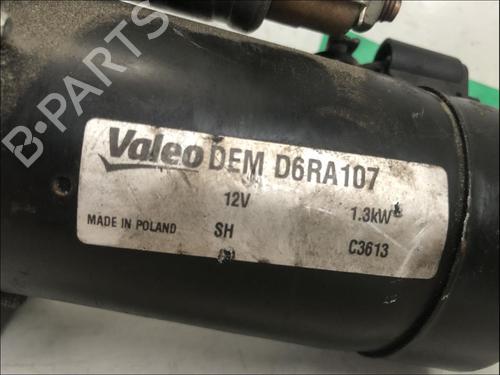 B-PARTS
Valeo DEM D6RA107
12V 1.3kW
MADE IN POLAND SH C3613